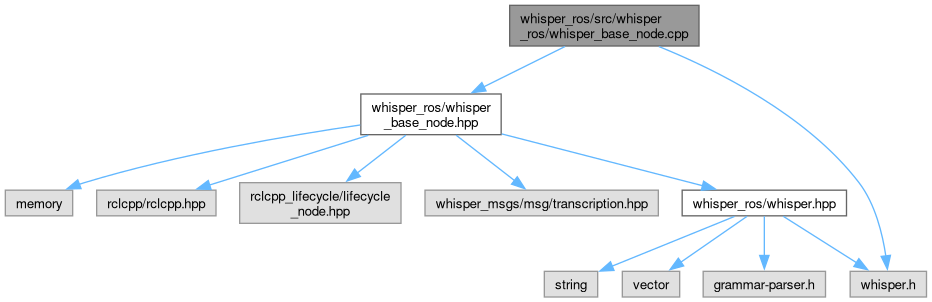 whisper_ros/src/whisper
_ros/whisper_base_node.cpp
whisper_ros/whisper
_base_node.hpp
memory
rclcpp/rclcpp.hpp
rclcpp_lifecycle/lifecycle
_node.hpp
whisper_msgs/msg/transcription.hpp
whisper_ros/whisper.hpp
string
vector
grammar-parser.h
whisper.h